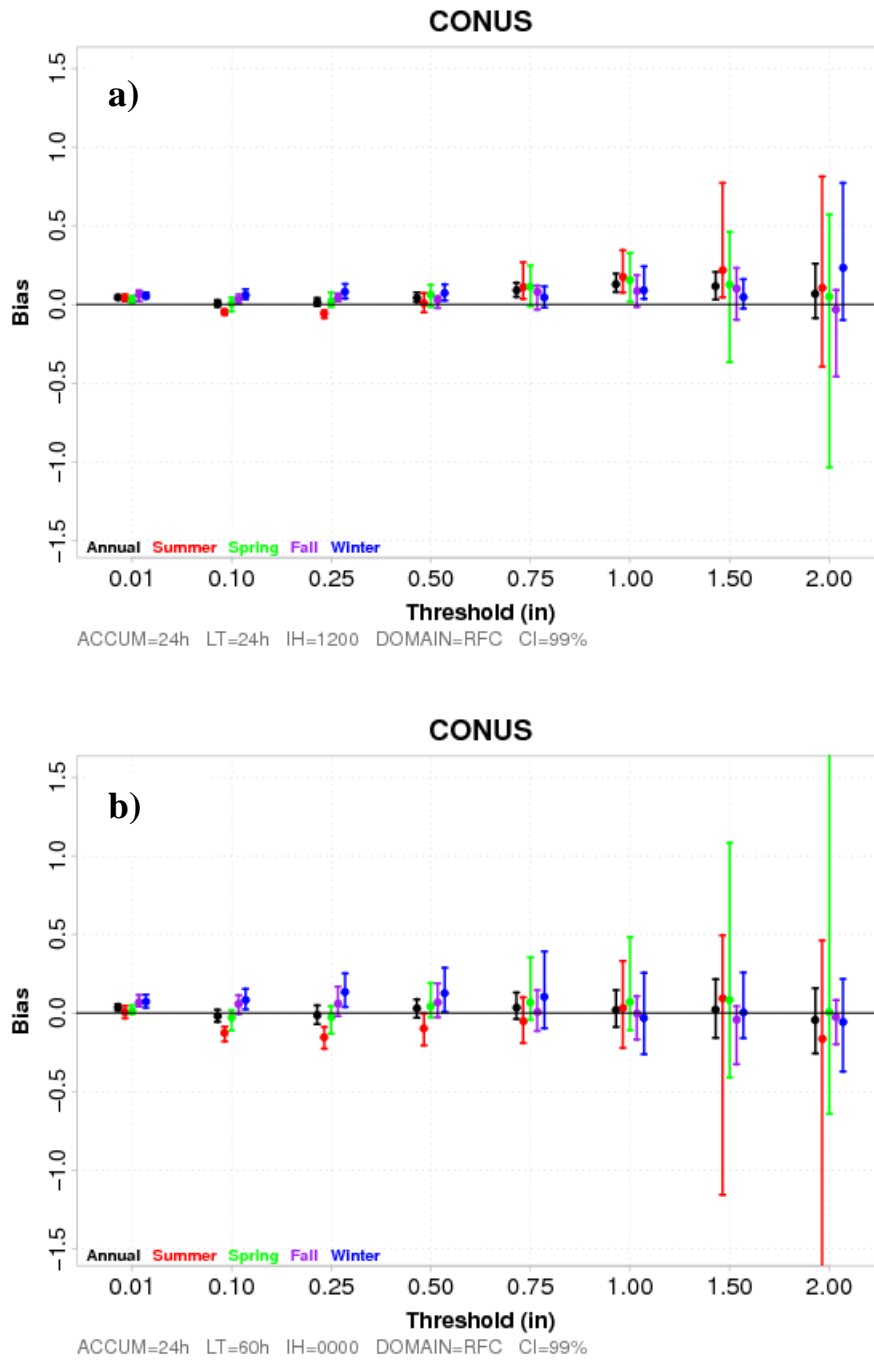 CONUS
a)
1.5
1.0
0.5
0.0
−0.5
−1.0
−1.5
Bias
Annual Summer Spring Fall Winter
0.01 0.10 0.25 0.50 0.75 1.00 1.50 2.00
Threshold (in)
ACCUM=24h LT=24h IH=1200 DOMAIN=RFC CI=99%
CONUS
b)
1.5
1.0
0.5
0.0
−0.5
−1.0
−1.5
Bias
Annual Summer Spring Fall Winter
0.01 0.10 0.25 0.50 0.75 1.00 1.50 2.00
Threshold (in)
ACCUM=24h LT=60h IH=0000 DOMAIN=RFC CI=99%